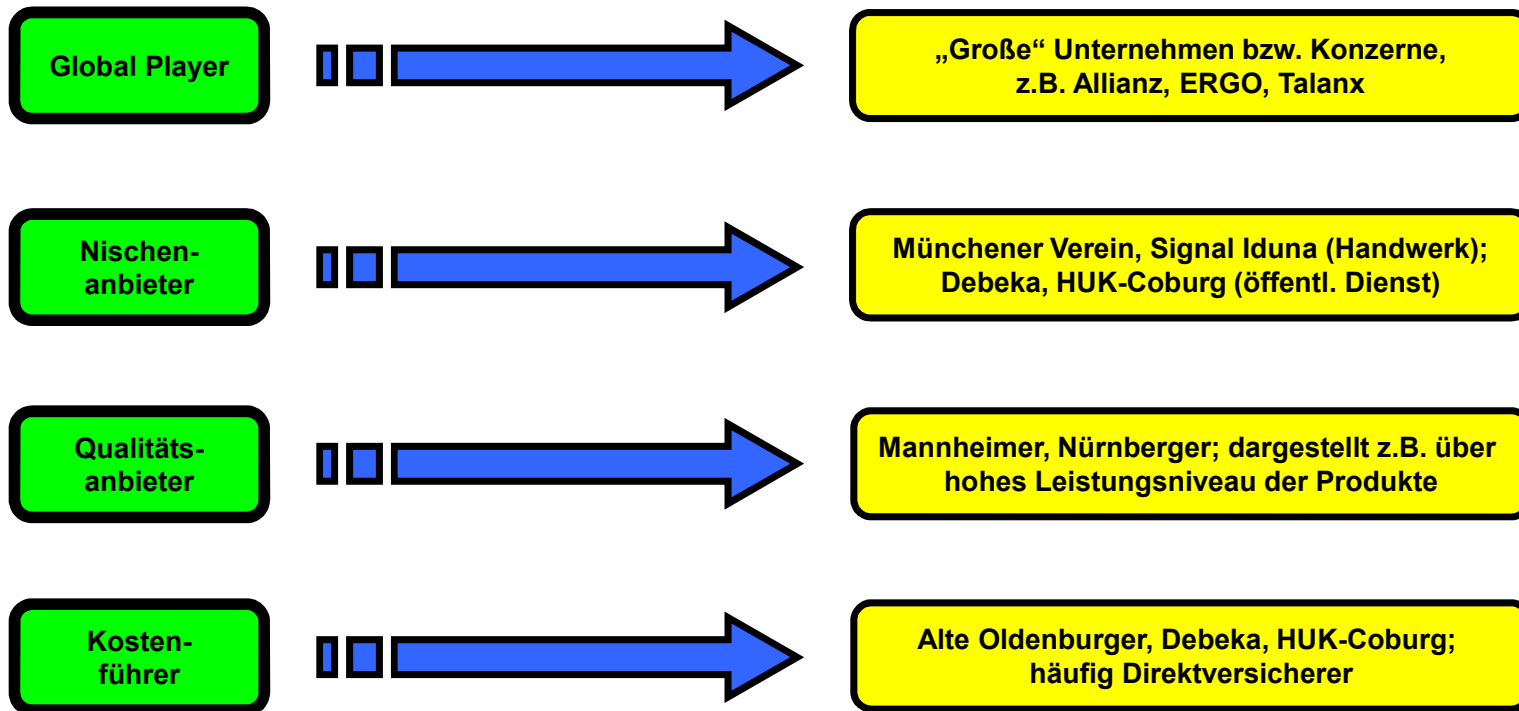 Global Player
„Große“ Unternehmen bzw. Konzerne,
z.B. Allianz, ERGO, Talanx
Nischen-
anbieter
Münchener Verein, Signal Iduna (Handwerk);
Debeka, HUK-Coburg (öffentl. Dienst)
Qualitäts-
anbieter
Mannheimer, Nürnberger; dargestellt z.B. über
hohes Leistungsniveau der Produkte
Kosten-
führer
Alte Oldenburger, Debeka, HUK-Coburg;
häufig Direktversicherer